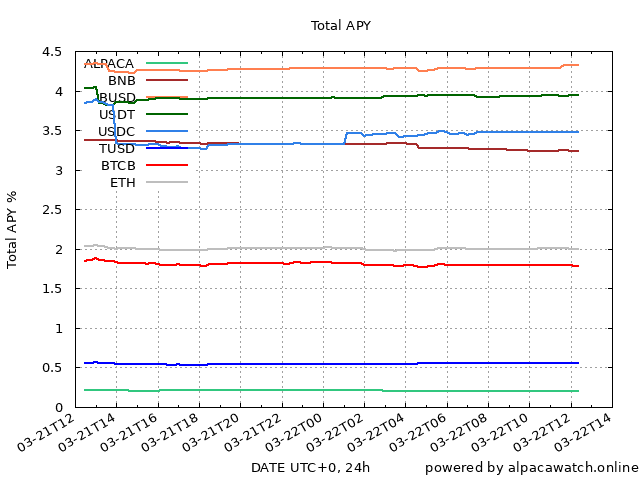 Total APY
Total APY %
4.5
4
3.5
3
2.5
2
1.5
1
0.5
0
ALPACA
BNB
BUSD
USDT
USDC
TUSD
BTCB
ETH
03-21T12
03-21T14
03-21T16
03-21T18
03-21T20
03-21T22
03-22T00
03-22T02
03-22T04
03-22T06
03-22T08
03-22T10
03-22T12
03-22T14
DATE UTC+0, 24h
powered by alpacawatch.online